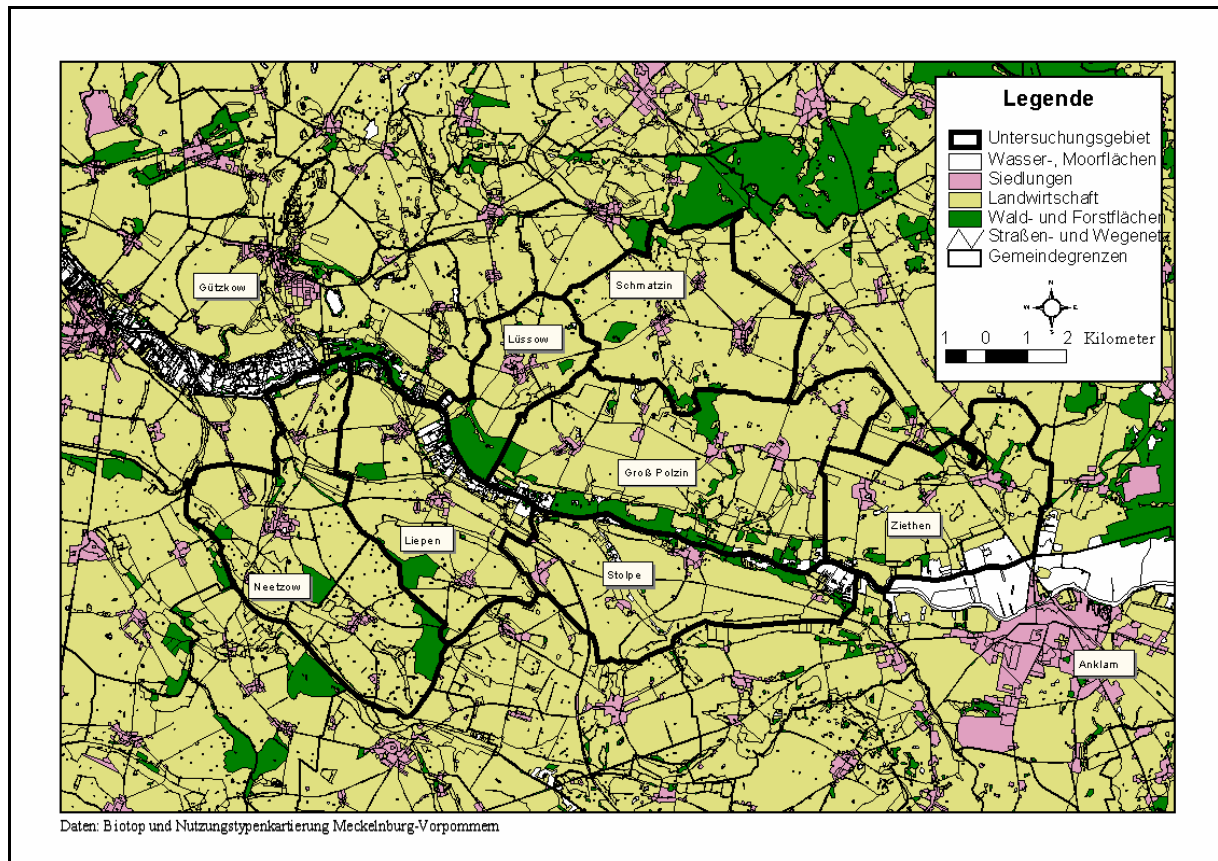 Legende
Untersuchungsgebiet
Wasser-, Moorflächen
Siedlungen
Landwirtschaft
Wald- und Forstflächen
Straßen- und Wegenetz
Gemeindegrenzen
N
W E
S
1 0 1 2 Kilometer
Schmatzin
Gützkow
Lüssow
Groß Polzin
Ziethen
Liepen
Stolpe
Neetzow
Anklam
Daten: Biotop und Nutzungstypenkartierung Meckelnburg-Vorpommern